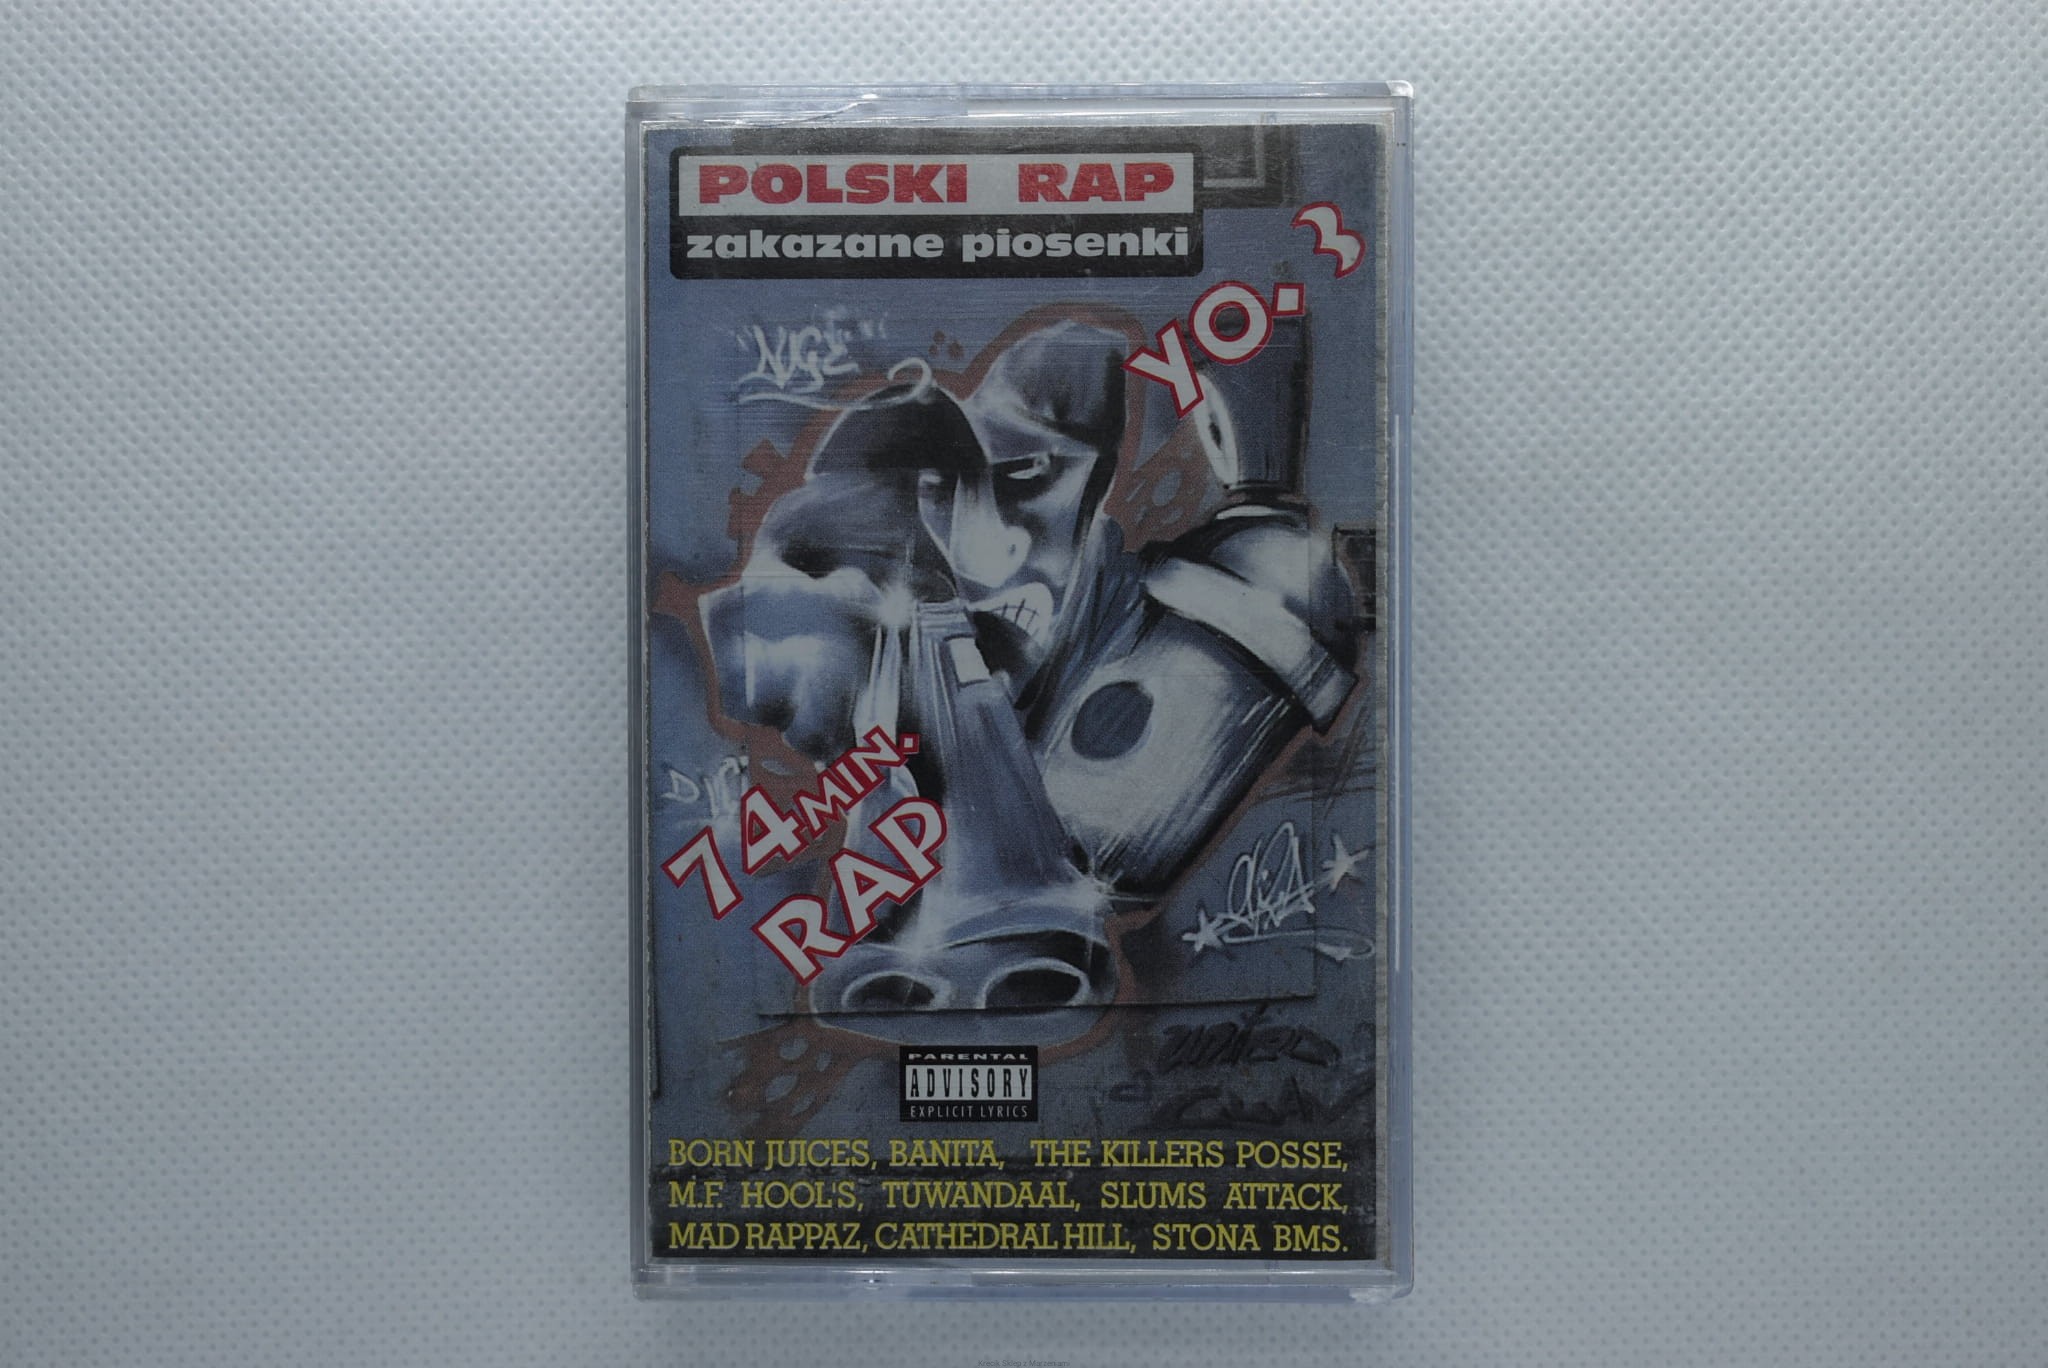 POLSKI RAP
zakazane piosenki
YO. 3
"NUGE"
74 MIN.
RAP
PARENTAL
ADVISORY
EXPLICIT LYRICS
BORN JUICES, BANITA, THE KILLERS POSSE,
M.F. HOOL'S, TUWANDAAL, SLUMS ATTACK,
MAD RAPPAZ, CATHEDRAL HILL, STONA BMS.